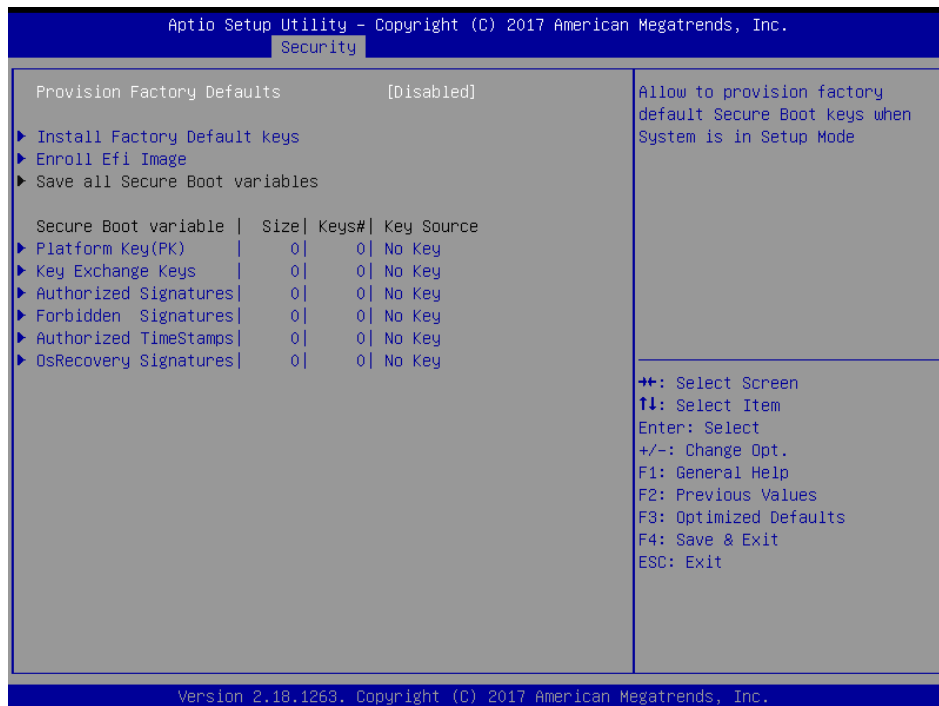 Aptio Setup Utility – Copyright (C) 2017 American Megatrends, Inc.
Security
Provision Factory Defaults [Disabled]
▶ Install Factory Default keys
▶ Enroll Efi Image
▶ Save all Secure Boot variables
Secure Boot variable | Size| Keys#| Key Source
▶ Platform Key(PK) | 0| 0| No Key
▶ Key Exchange Keys | 0| 0| No Key
▶ Authorized Signatures| 0| 0| No Key
▶ Forbidden Signatures| 0| 0| No Key
▶ Authorized TimeStamps| 0| 0| No Key
▶ OsRecovery Signatures| 0| 0| No Key
Allow to provision factory
default Secure Boot keys when
System is in Setup Mode
→←: Select Screen
↑↓: Select Item
Enter: Select
+/-: Change Opt.
F1: General Help
F2: Previous Values
F3: Optimized Defaults
F4: Save & Exit
ESC: Exit
Version 2.18.1263. Copyright (C) 2017 American Megatrends, Inc.